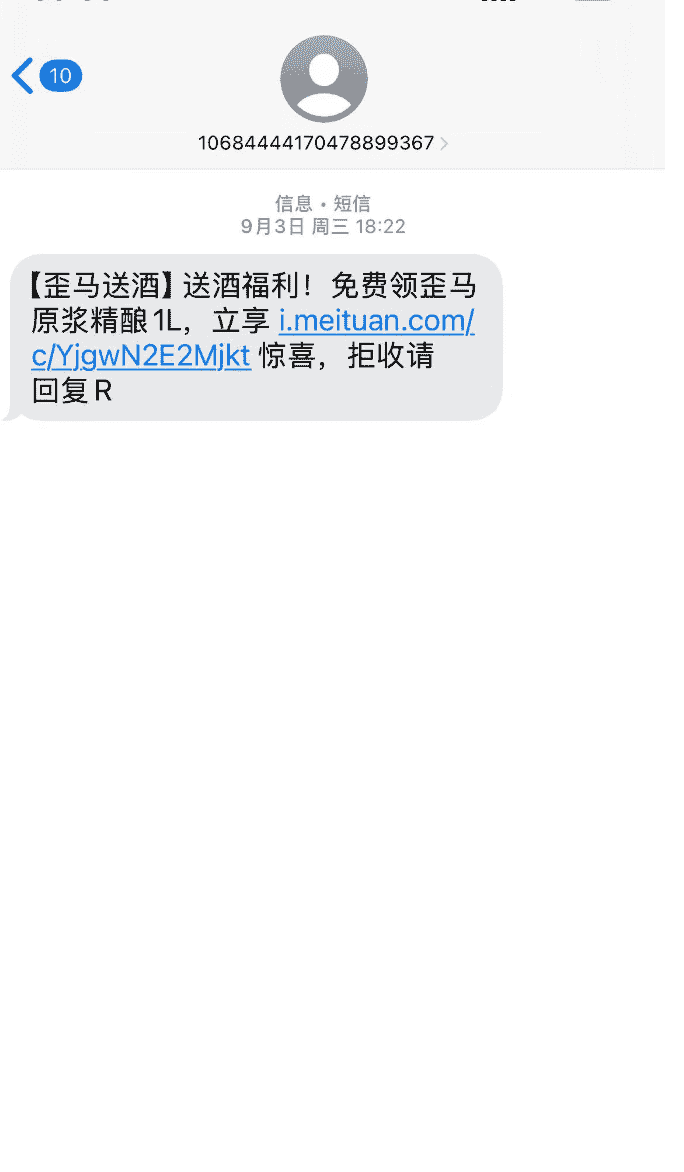 10
10684444170478899367
信息・短信
9月3日 周三 18:22
【歪马送酒】送酒福利！免费领歪马
原浆精酿1L，立享 i.meituan.com/
c/YjgwN2E2Mjkt 惊喜，拒收请
回复R